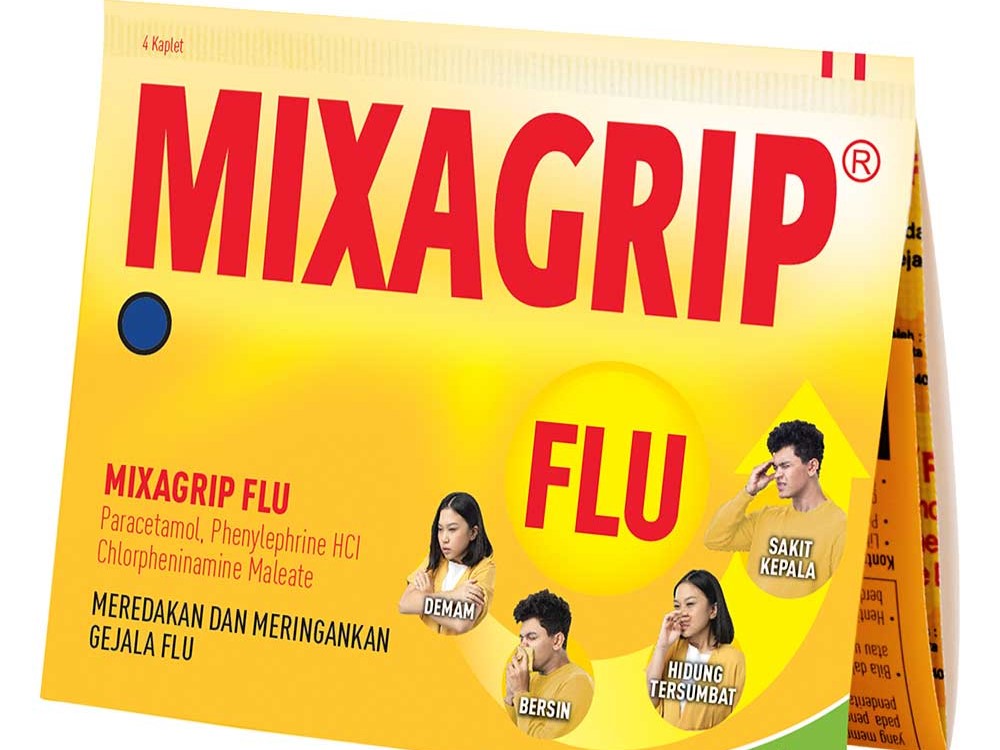 4 Kaplet
MIXAGRIP®
FLU
MIXAGRIP FLU
Paracetamol, Phenylephrine HCl
Chlorpheninamine Maleate
MEREDAKAN DAN MERINGANKAN
GEJALA FLU
DEMAM
BERSIN
HIDUNG
TERSUMBAT
SAKIT
KEPALA